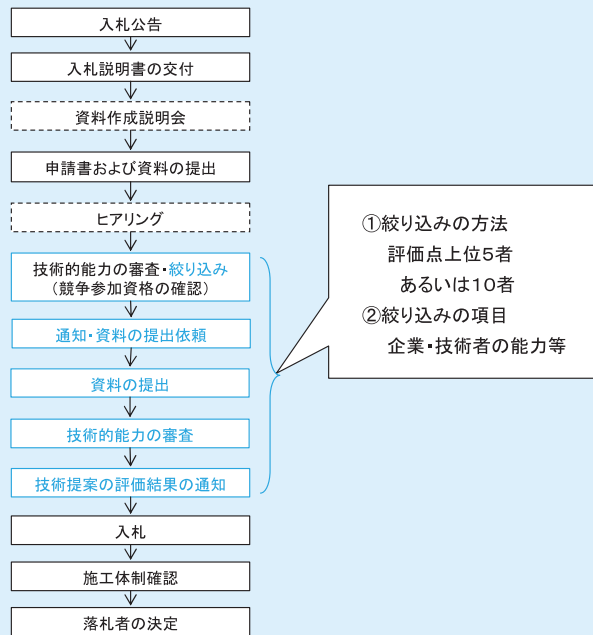 入札公告
入札説明書の交付
資料作成説明会
申請書および資料の提出
ヒアリング
技術的能力の審査・絞り込み
（競争参加資格の確認）
通知・資料の提出依頼
資料の提出
技術的能力の審査
技術提案の評価結果の通知
入札
施工体制確認
落札者の決定
①絞り込みの方法
評価点上位5者
あるいは10者
②絞り込みの項目
企業・技術者の能力等